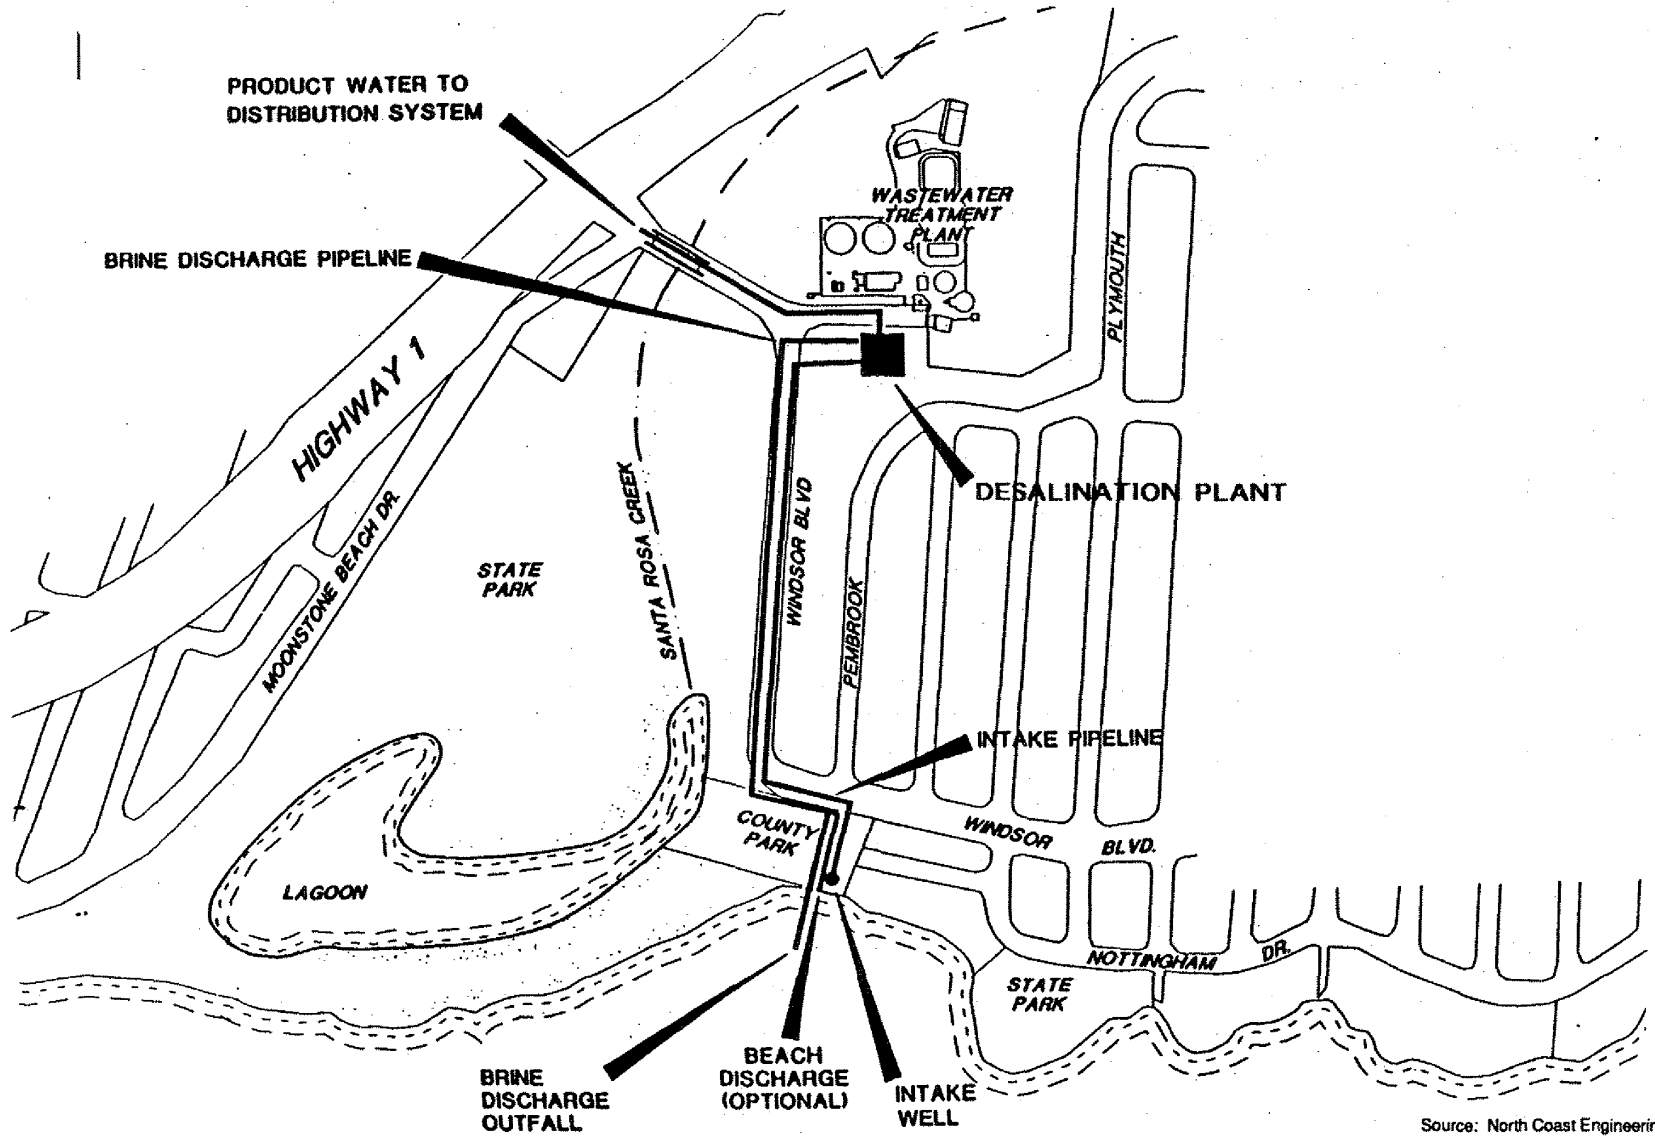 PRODUCT WATER TO
DISTRIBUTION SYSTEM
WASTEWATER
TREATMENT
PLANT
BRINE DISCHARGE PIPELINE
PLYMOUTH
HIGHWAY 1
DESALINATION PLANT
MOONSTONE BEACH DR.
STATE
PARK
SANTA ROSA CREEK
WINDSOR BLVD
PEMBROOK
INTAKE PIPELINE
COUNTY
PARK
WINDSOR BLVD.
LAGOON
NOTTINGHAM DR.
STATE
PARK
BRINE
DISCHARGE
OUTFALL
BEACH
DISCHARGE
(OPTIONAL)
INTAKE
WELL
Source: North Coast Engineerin